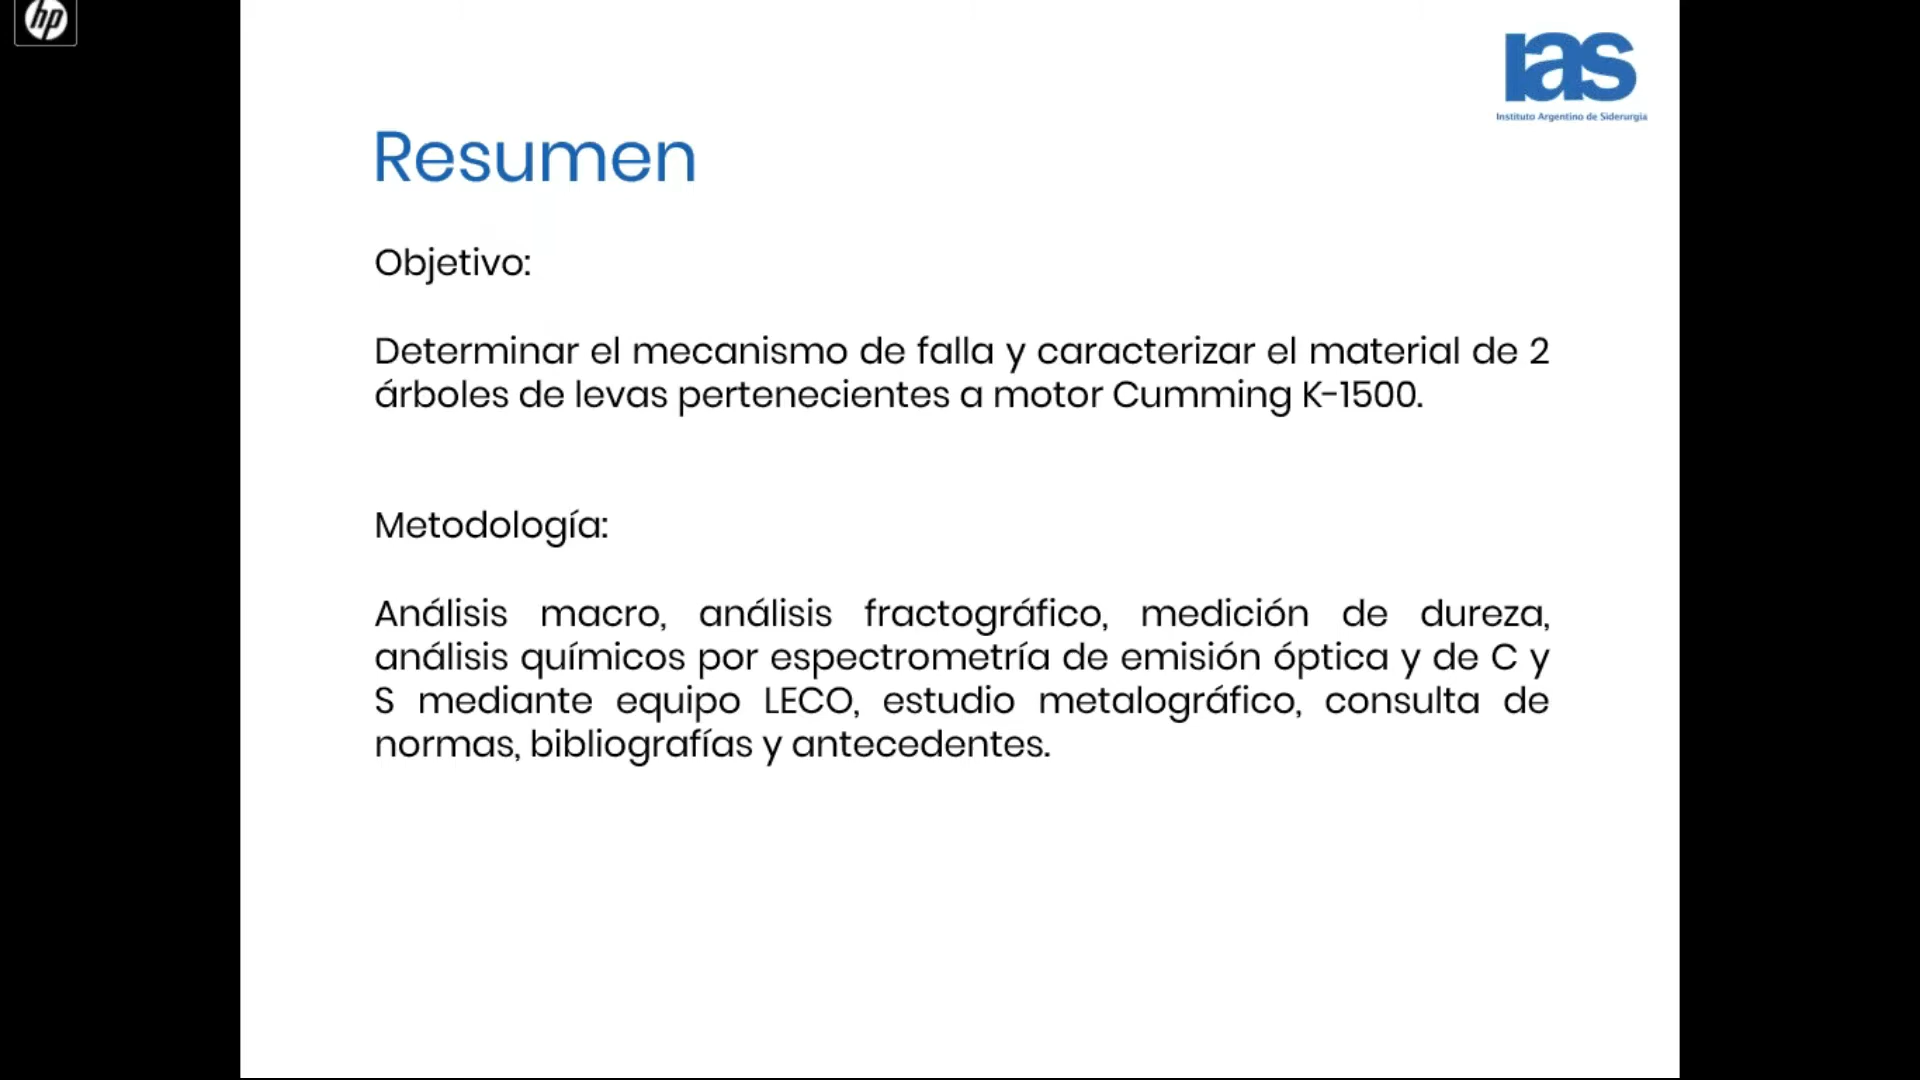 hp
ias
Instituto Argentino de Siderurgia
Resumen
Objetivo:
Determinar el mecanismo de falla y caracterizar el material de 2
árboles de levas pertenecientes a motor Cumming K-1500.
Metodología:
Análisis macro, análisis fractográfico, medición de dureza,
análisis químicos por espectrometría de emisión óptica y de C y
S mediante equipo LECO, estudio metalográfico, consulta de
normas, bibliografías y antecedentes.